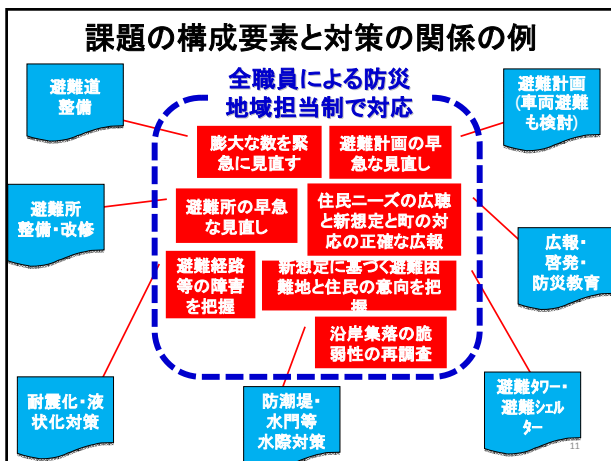 課題の構成要素と対策の関係の例
全職員による防災
地域担当制で対応
避難道
整備
避難計画
(車両避難
も検討)
膨大な数を緊
急に見直す
避難計画の早
急な見直し
避難所
整備・改修
避難所の早急
な見直し
住民ニーズの広聴
と新想定と町の対
応の正確な広報
広報・
啓発・
防災教育
避難経路
等の障害
を把握
新想定に基づく避難困
難地と住民の意向を把
握
沿岸集落の脆
弱性の再調査
耐震化・液
状化対策
防潮堤・
水門等
水際対策
避難タワー・
避難シェル
ター
11